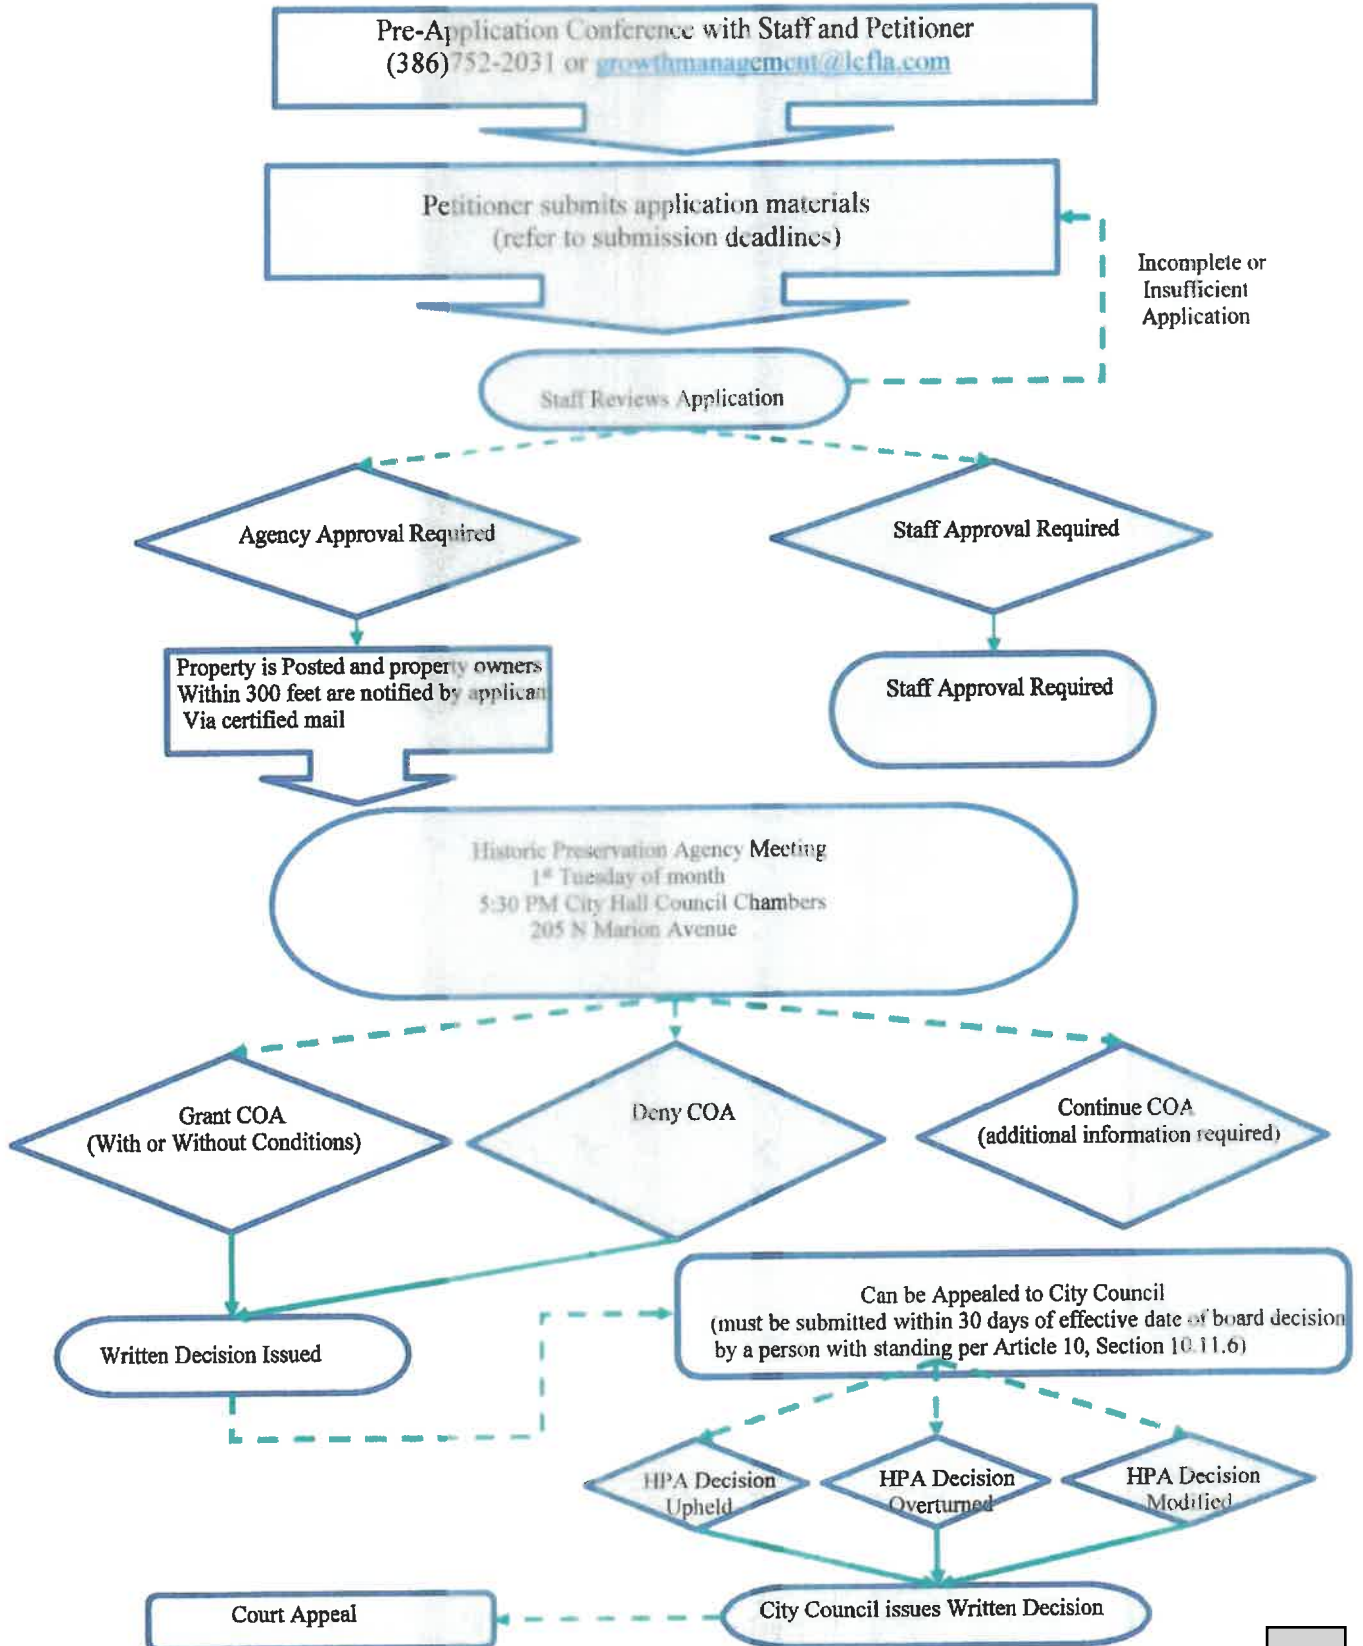 Pre-Application Conference with Staff and Petitioner
(386)752-2031 or growthmanagement@lcfla.com
Petitioner submits application materials
(refer to submission deadlines)
Incomplete or
Insufficient
Application
Staff Reviews Application
Agency Approval Required
Staff Approval Required
Property is Posted and property owners
Within 300 feet are notified by applican
Via certified mail
Staff Approval Required
Historic Preservation Agency Meeting
1st Tuesday of month
5:30 PM City Hall Council Chambers
205 N Marion Avenue
Grant COA
(With or Without Conditions)
Deny COA
Continue COA
(additional information required)
Written Decision Issued
Can be Appealed to City Council
(must be submitted within 30 days of effective date of board decision
by a person with standing per Article 10, Section 10.11.6)
HPA Decision
Upheld
HPA Decision
Overturned
HPA Decision
Modified
City Council issues Written Decision
Court Appeal